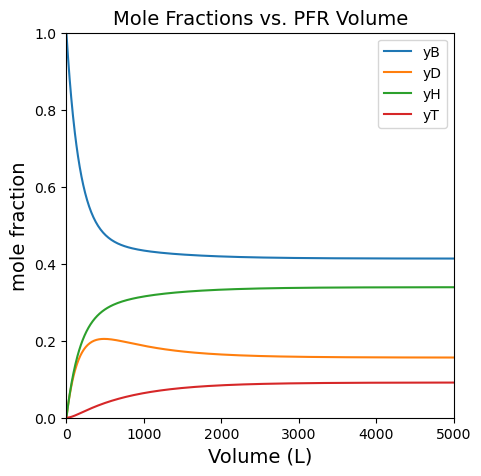 Mole Fractions vs. PFR Volume
mole fraction
1.0
0.8
0.6
0.4
0.2
0.0
yB
yD
yH
yT
0 1000 2000 3000 4000 5000
Volume (L)